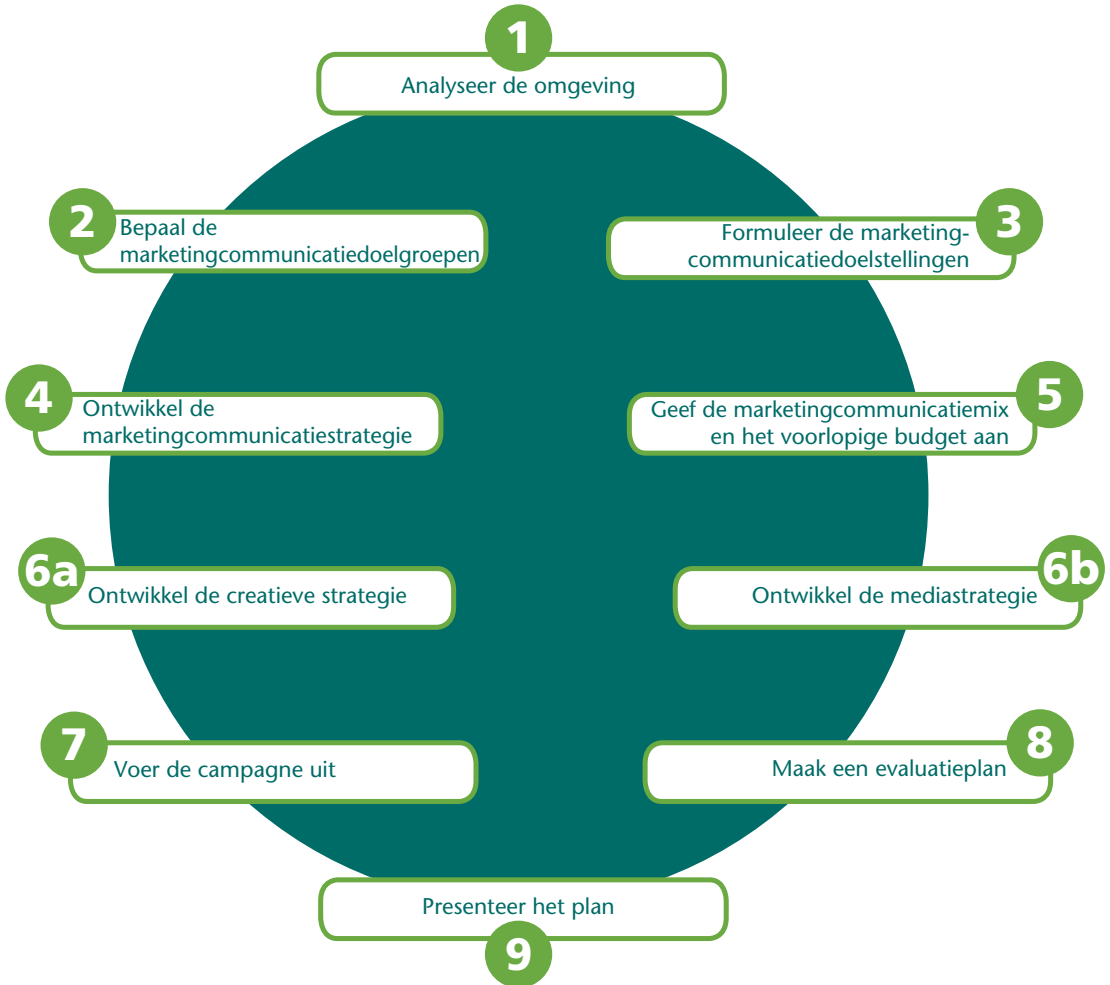 1
Analyseer de omgeving
2
Bepaal de
marketingcommunicatiedoelgroepen
3
Formuleer de marketing-
communicatiedoelstellingen
4
Ontwikkel de
marketingcommunicatiestrategie
5
Geef de marketingcommunicatiemix
en het voorlopige budget aan
6a
Ontwikkel de creatieve strategie
6b
Ontwikkel de mediastrategie
7
Voer de campagne uit
8
Maak een evaluatieplan
Presenteer het plan
9